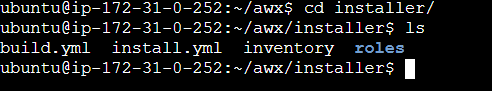 ubuntu@ip-172-31-0-252:~/awx$ cd installer/
ubuntu@ip-172-31-0-252:~/awx/installer$ ls
build.yml  install.yml  inventory  roles
ubuntu@ip-172-31-0-252:~/awx/installer$